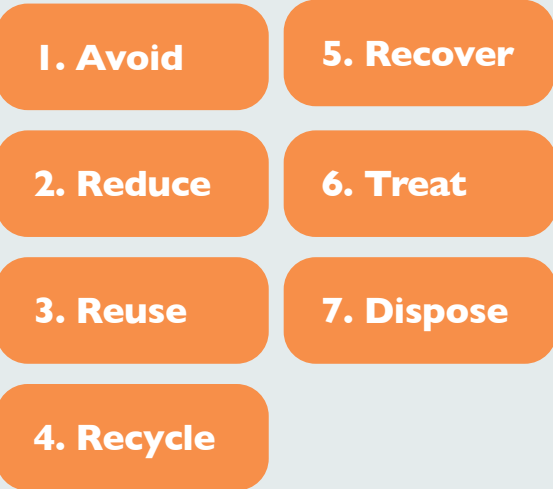 1. Avoid
2. Reduce
3. Reuse
4. Recycle
5. Recover
6. Treat
7. Dispose